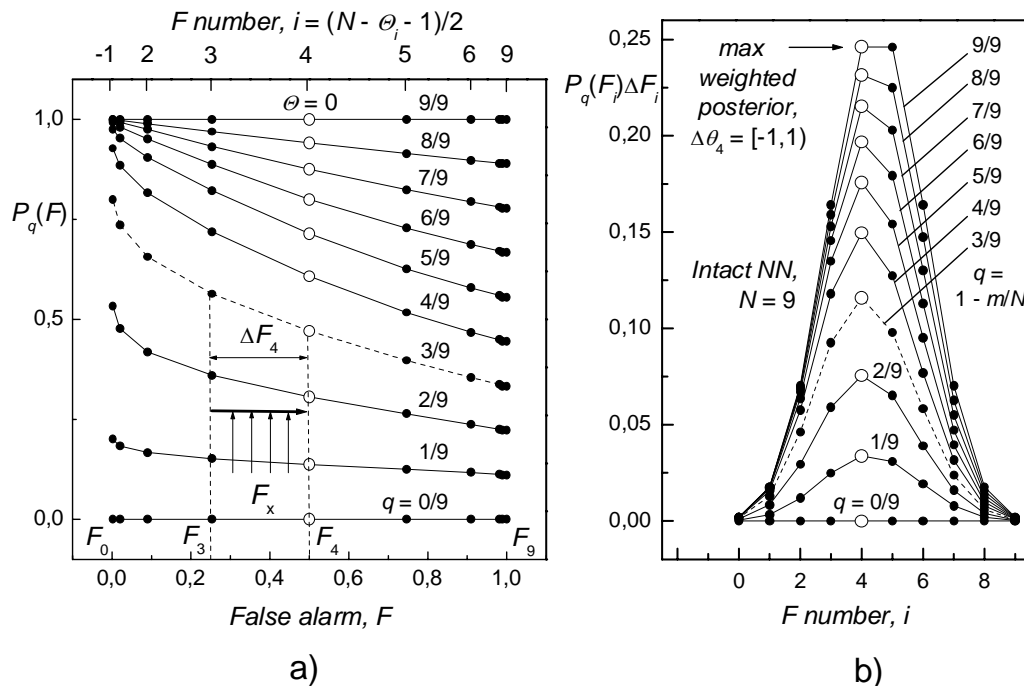 F number, i = (N - Θi - 1)/2
-1 2 3 4 5 6 9
1,0
0,5
0,0
Pq(F)
Θ = 0
9/9
8/9
7/9
6/9
5/9
4/9
3/9
2/9
1/9
q = 0/9
ΔF4
Fx
F0 F3 F4 F9
0,0 0,2 0,4 0,6 0,8 1,0
False alarm, F
a)
Pq(Fi)ΔFi
0,25
0,20
0,15
0,10
0,05
0,00
max
weighted
posterior,
Δθ4 = [-1,1)
Intact NN,
N = 9
9/9
8/9
7/9
6/9
5/9
4/9
3/9
q =
1 - m/N
2/9
1/9
q = 0/9
0 2 4 6 8
F number, i
b)